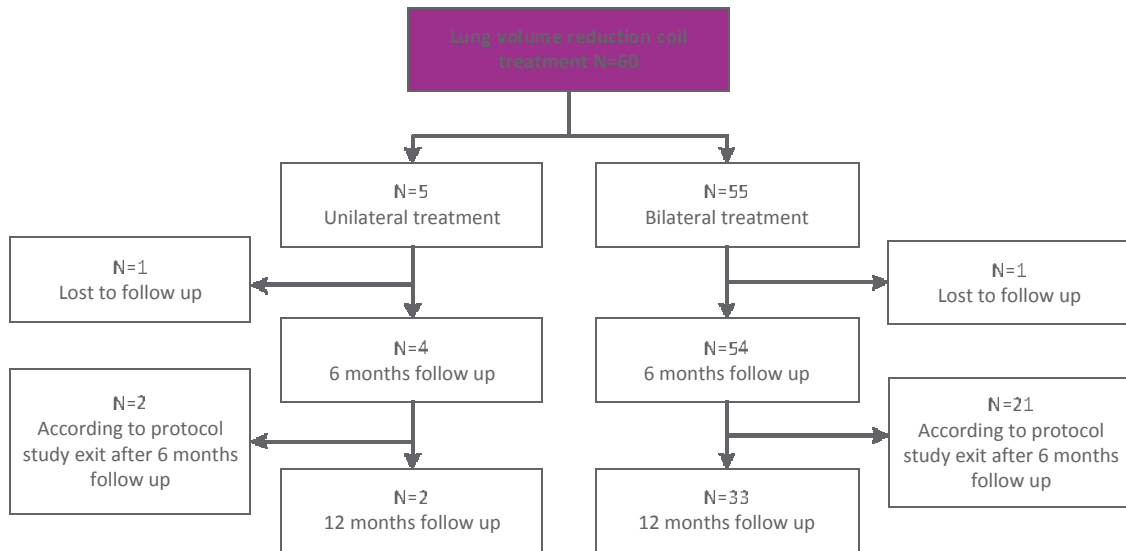 Lung volume reduction coil
treatment N=60
N=5
Unilateral treatment
N=55
Bilateral treatment
N=1
Lost to follow up
N=1
Lost to follow up
N=4
6 months follow up
N=54
6 months follow up
N=2
According to protocol
study exit after 6 months
follow up
N=21
According to protocol
study exit after 6 months
follow up
N=2
12 months follow up
N=33
12 months follow up